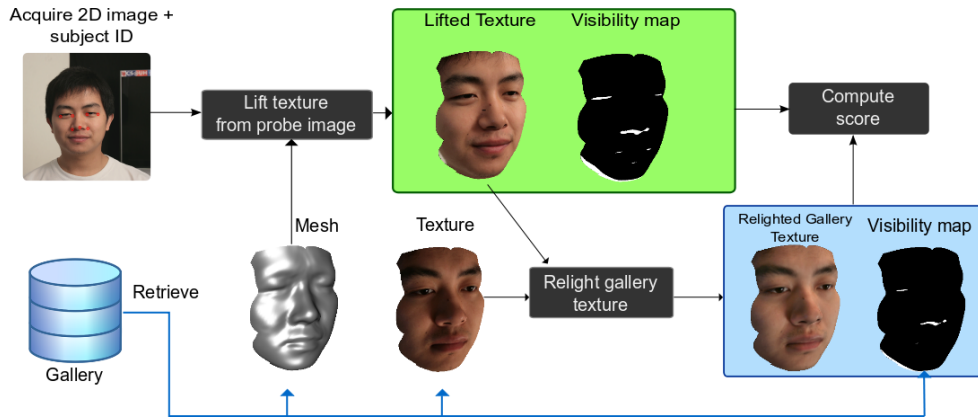 Acquire 2D image +
subject ID
Lifted Texture
Visibility map
Lift texture
from probe image
Compute
score
Mesh
Texture
Relighted Gallery
Texture
Visibility map
Retrieve
Relight gallery
texture
Gallery